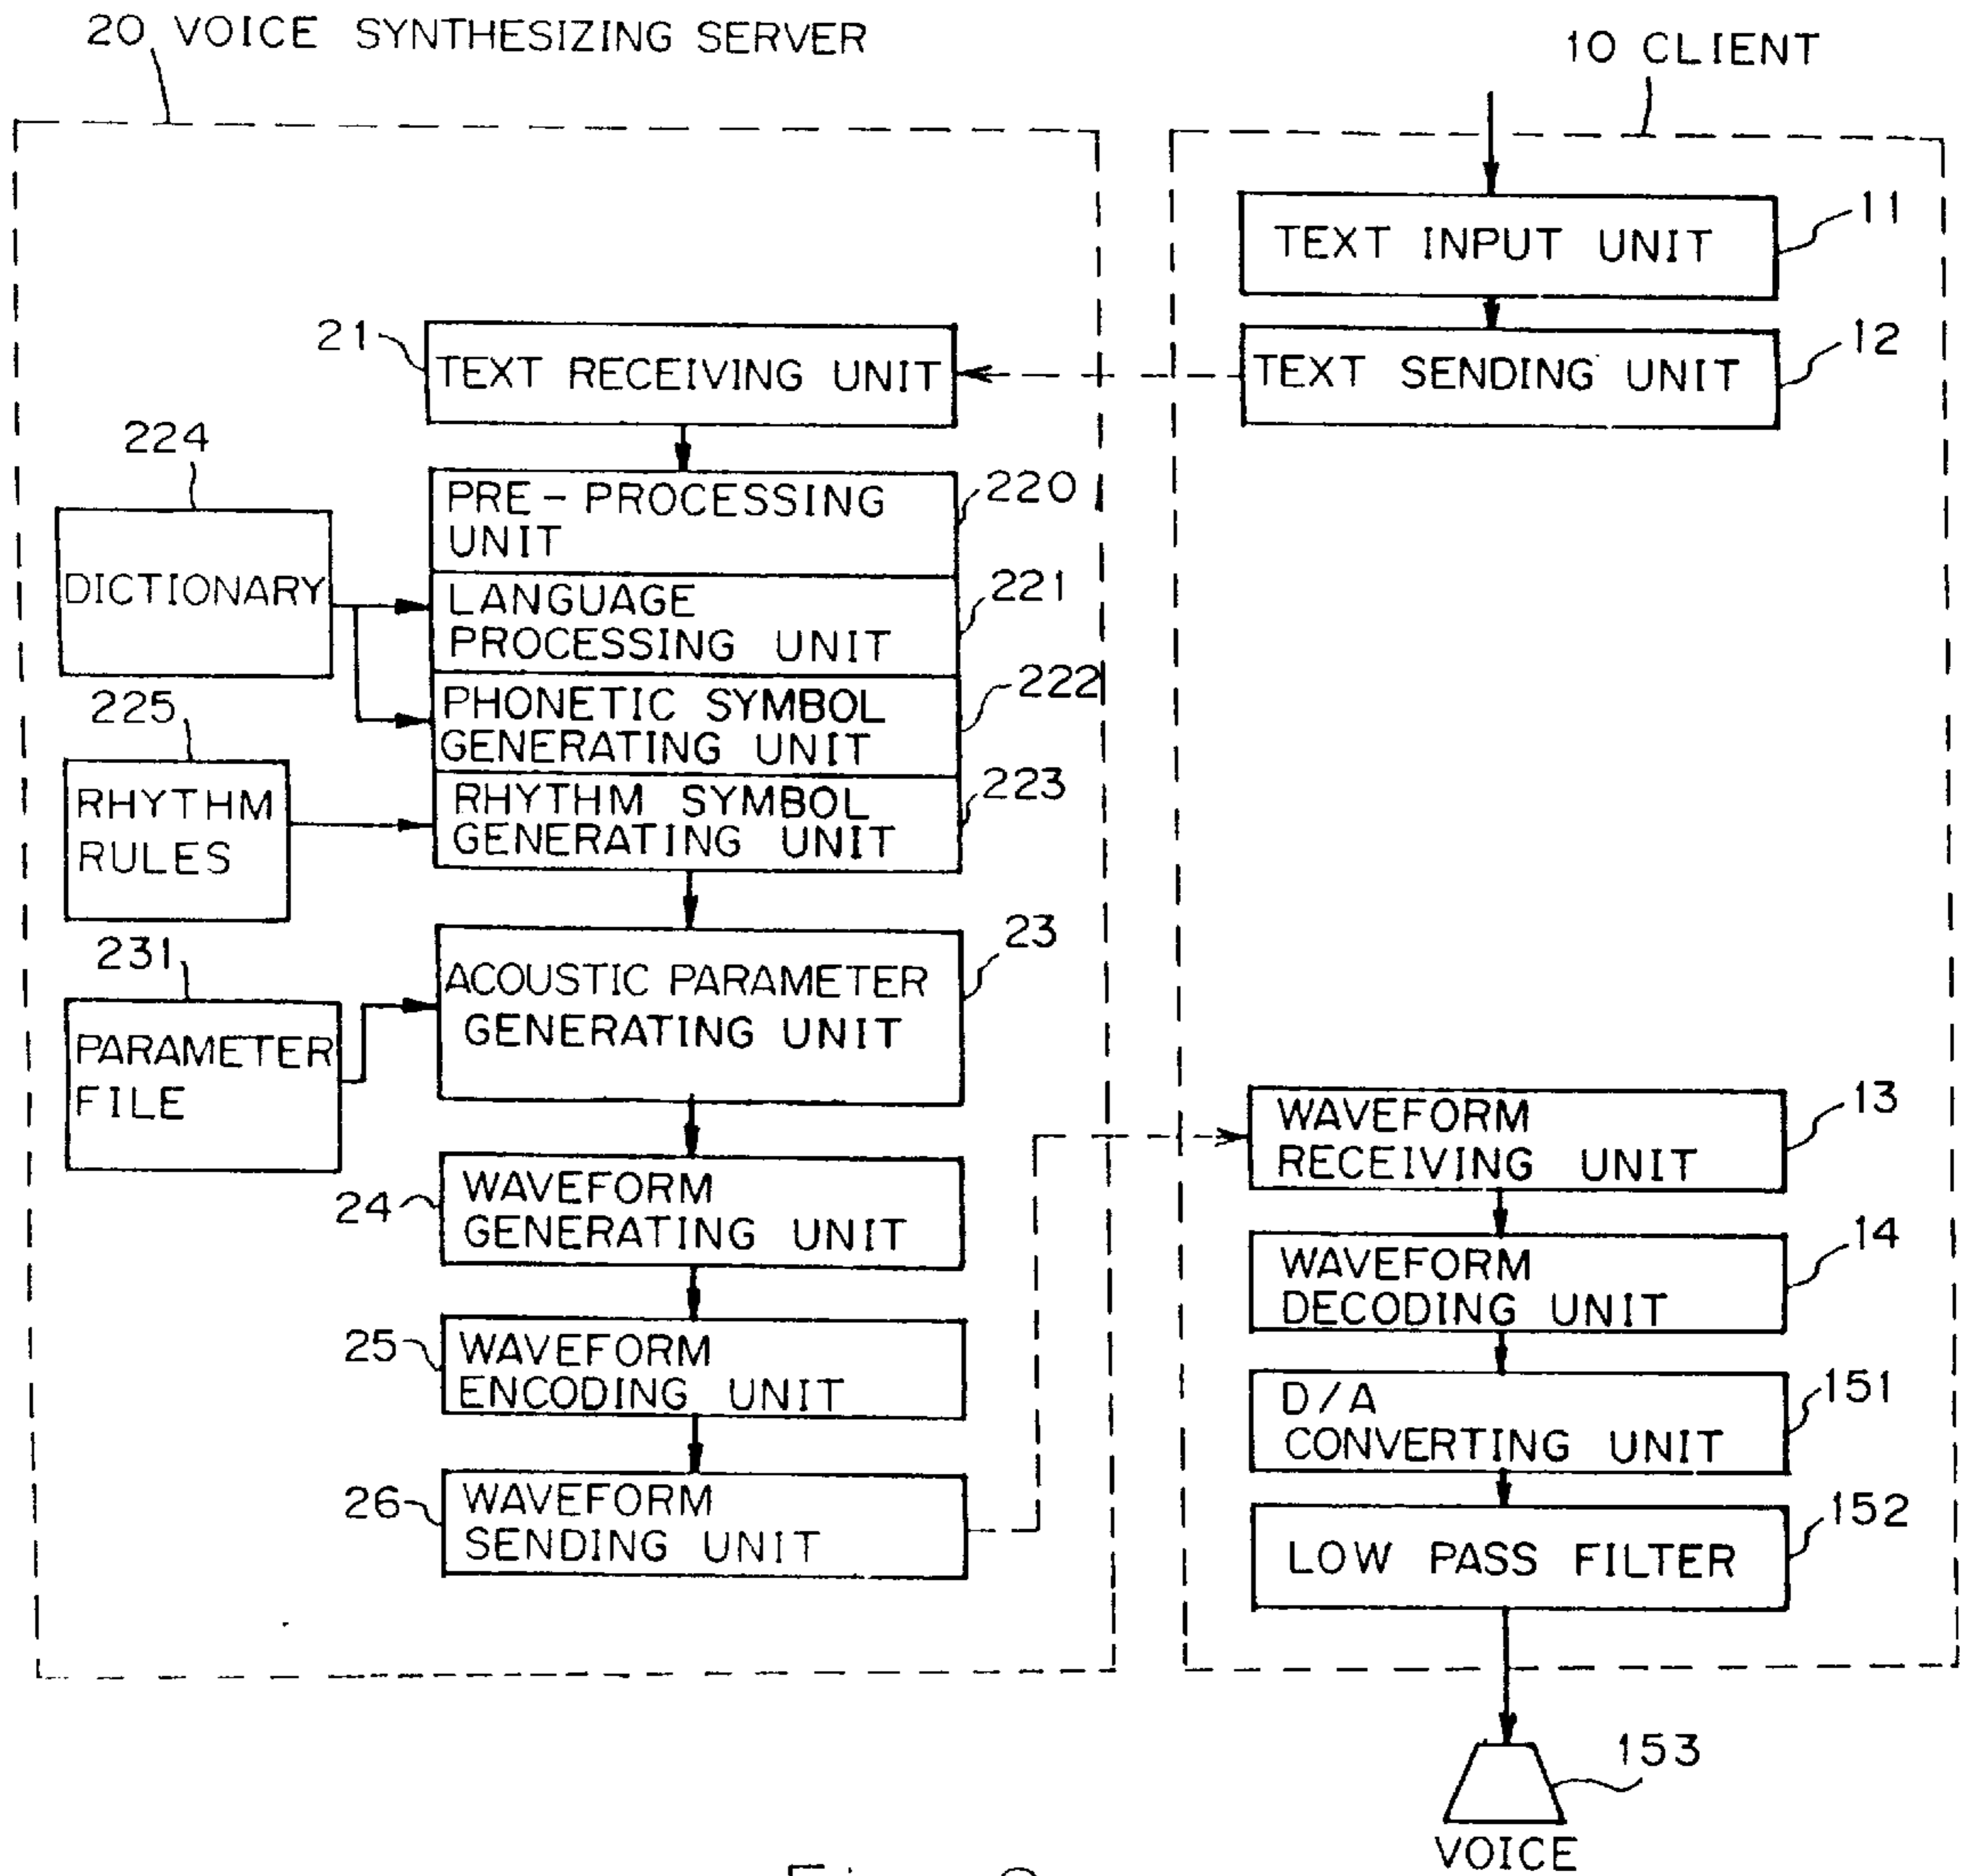 20 VOICE SYNTHESIZING SERVER
10 CLIENT
TEXT INPUT UNIT
11
TEXT SENDING UNIT
12
21
TEXT RECEIVING UNIT
PRE-PROCESSING
UNIT
220
224
DICTIONARY
LANGUAGE
PROCESSING UNIT
221
PHONETIC SYMBOL
GENERATING UNIT
222
225
RHYTHM
RULES
RHYTHM SYMBOL
GENERATING UNIT
223
231
PARAMETER
FILE
ACOUSTIC PARAMETER
GENERATING UNIT
23
24
WAVEFORM
GENERATING UNIT
25
WAVEFORM
ENCODING UNIT
26
WAVEFORM
SENDING UNIT
WAVEFORM
RECEIVING UNIT
13
WAVEFORM
DECODING UNIT
14
D/A
CONVERTING UNIT
151
LOW PASS FILTER
152
153
VOICE